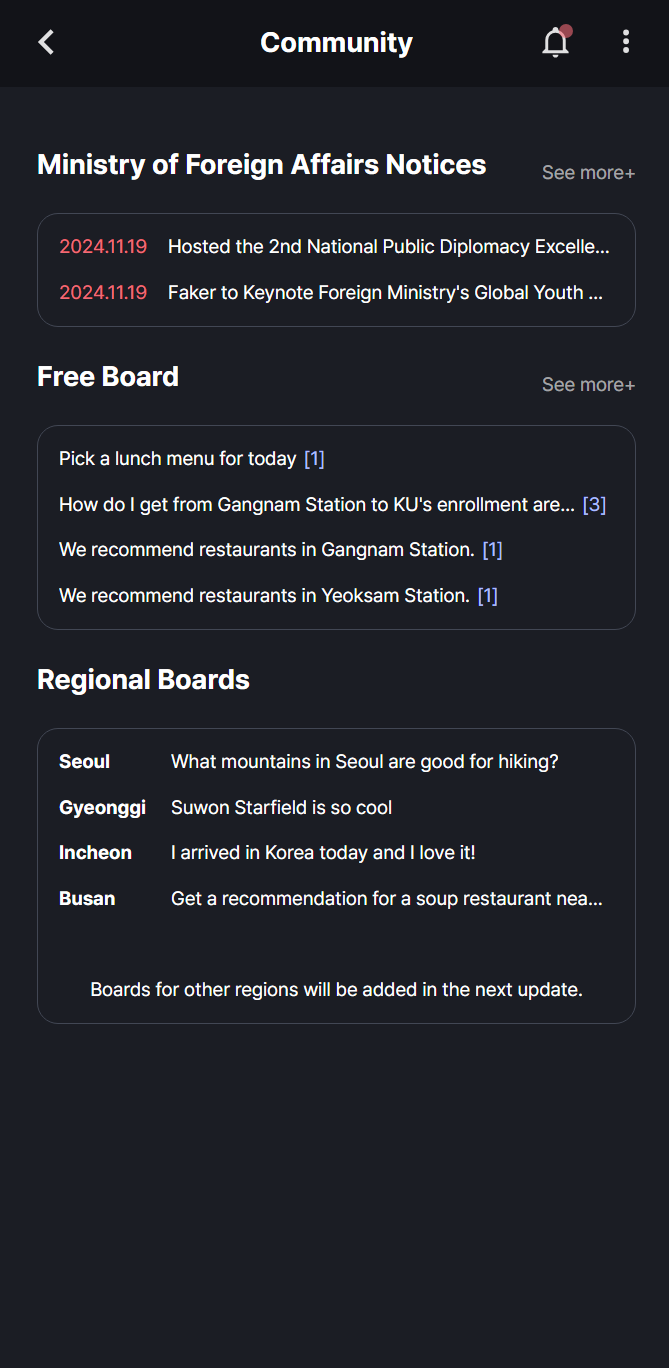 Community
Ministry of Foreign Affairs Notices
See more+
2024.11.19 Hosted the 2nd National Public Diplomacy Excelle...
2024.11.19 Faker to Keynote Foreign Ministry's Global Youth ...
Free Board
See more+
Pick a lunch menu for today [1]
How do I get from Gangnam Station to KU's enrollment are... [3]
We recommend restaurants in Gangnam Station. [1]
We recommend restaurants in Yeoksam Station. [1]
Regional Boards
Seoul What mountains in Seoul are good for hiking?
Gyeonggi Suwon Starfield is so cool
Incheon I arrived in Korea today and I love it!
Busan Get a recommendation for a soup restaurant nea...
Boards for other regions will be added in the next update.